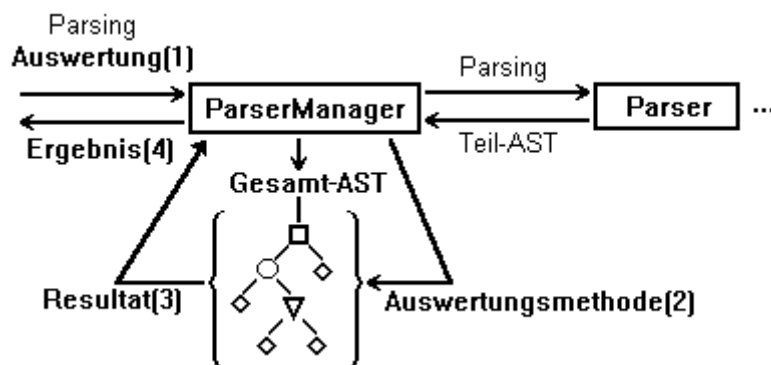 Parsing
Auswertung(1)
Parsing
ParserManager
Parser
...
Ergebnis(4)
Teil-AST
Gesamt-AST
Resultat(3)
Auswertungsmethode(2)